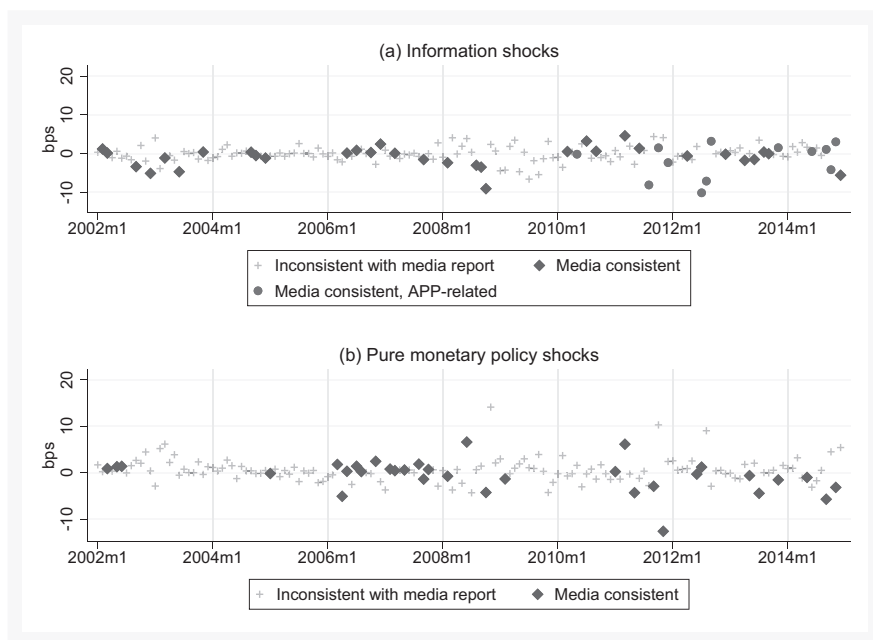 (a) Information shocks
20
10
0
-10
bps
2002m1 2004m1 2006m1 2008m1 2010m1 2012m1 2014m1
Inconsistent with media report Media consistent
Media consistent, APP-related
(b) Pure monetary policy shocks
20
10
0
-10
bps
2002m1 2004m1 2006m1 2008m1 2010m1 2012m1 2014m1
Inconsistent with media report Media consistent